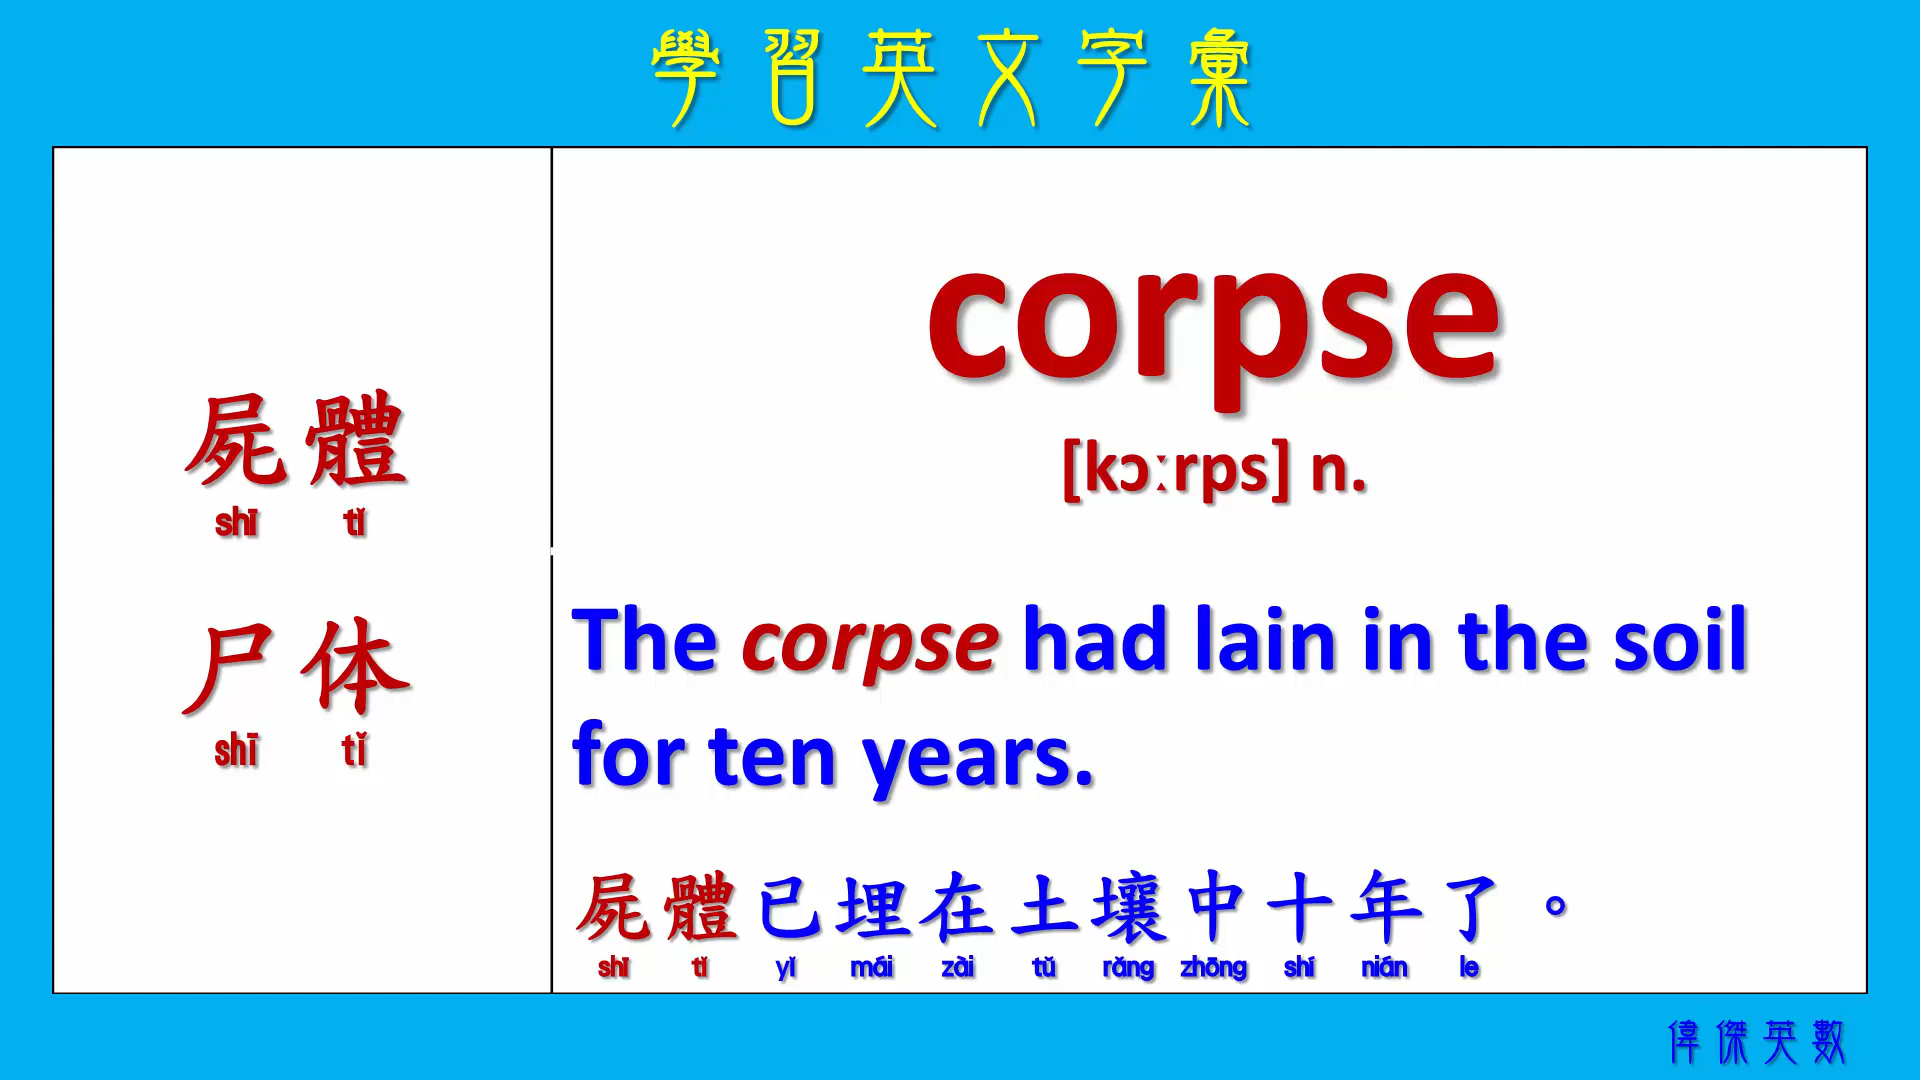 學習英文字彙
屍體
shī tǐ
尸体
shī tǐ
corpse
[kɔːrps] n.
The corpse had lain in the soil
for ten years.
屍體已埋在土壤中十年了。
shī tǐ yǐ mái zài tǔ rǎng zhōng shí nián le
偉傑英數